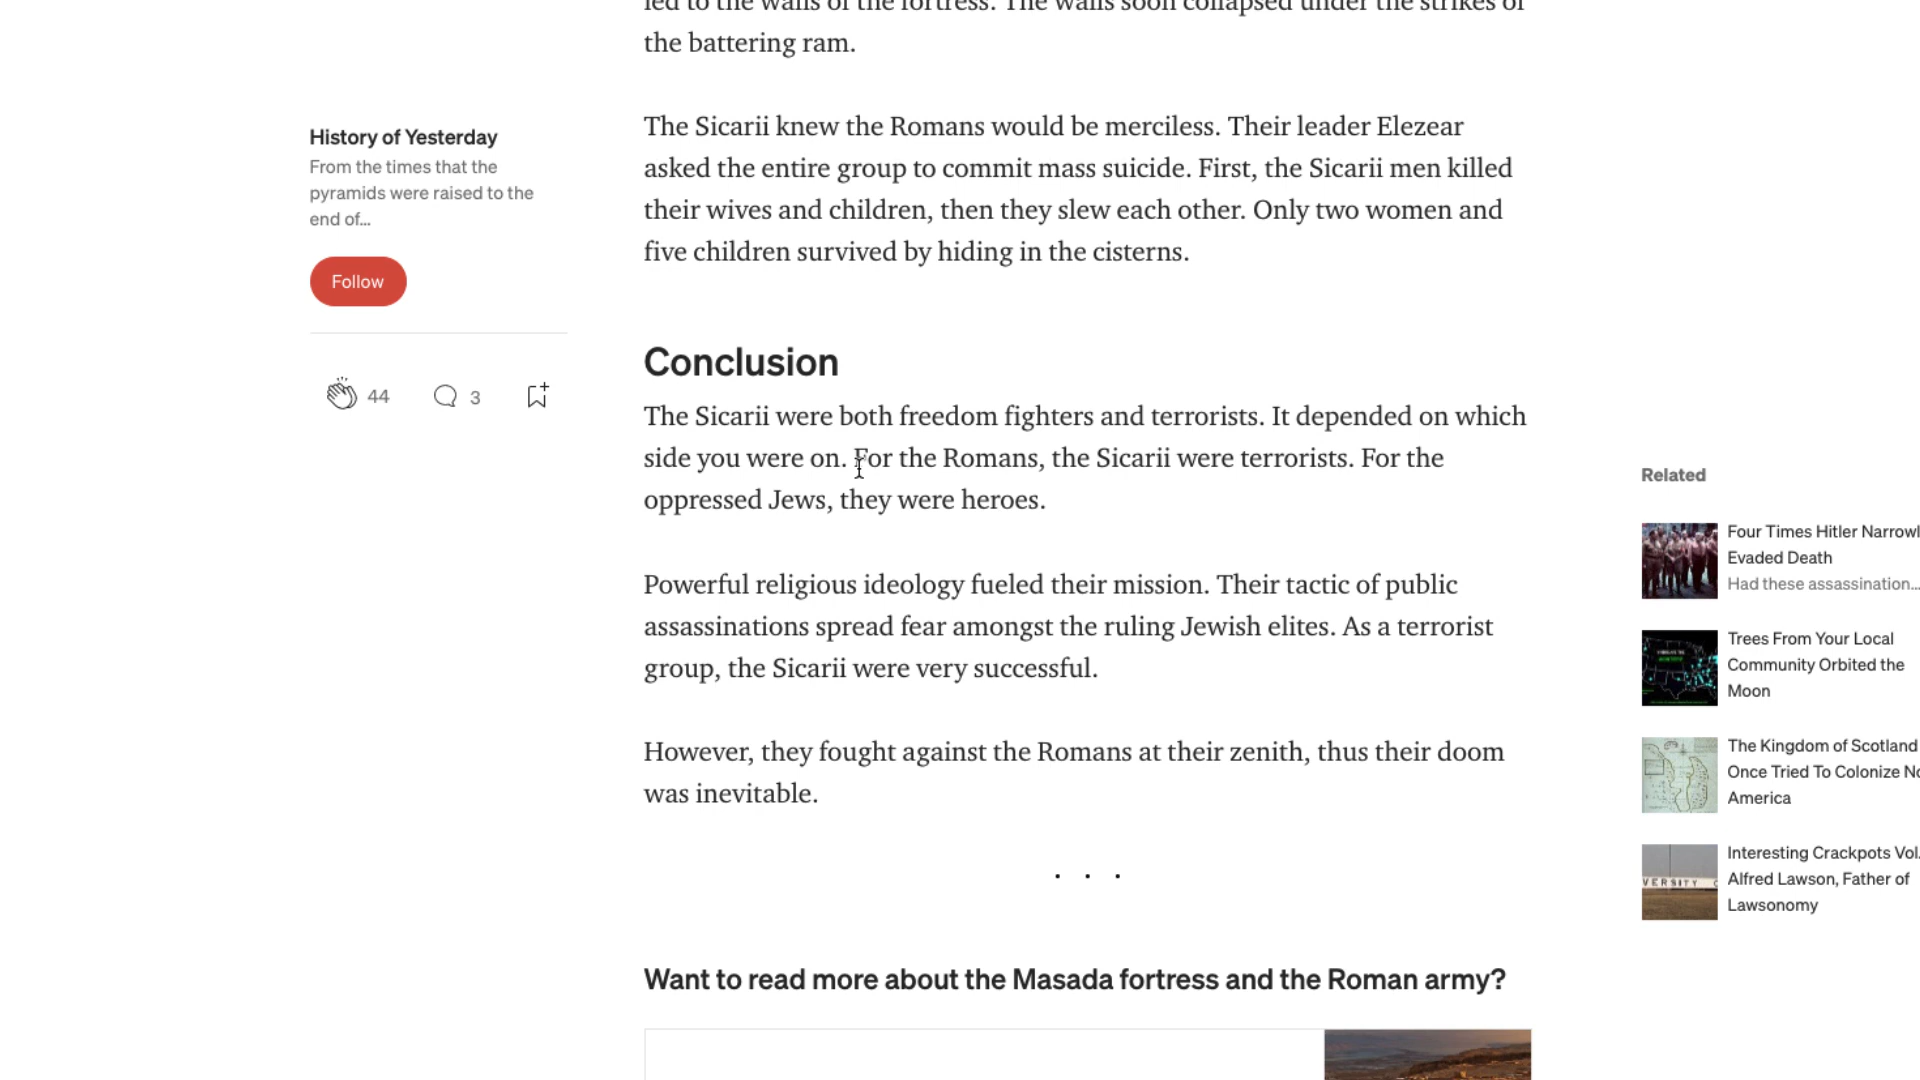 led to the walls of the fortress. The walls soon collapsed under the strikes of
the battering ram.
The Sicarii knew the Romans would be merciless. Their leader Elezear
asked the entire group to commit mass suicide. First, the Sicarii men killed
their wives and children, then they slew each other. Only two women and
five children survived by hiding in the cisterns.
History of Yesterday
From the times that the
pyramids were raised to the
end of...
Follow
44
3
Conclusion
The Sicarii were both freedom fighters and terrorists. It depended on which
side you were on. For the Romans, the Sicarii were terrorists. For the
oppressed Jews, they were heroes.
Powerful religious ideology fueled their mission. Their tactic of public
assassinations spread fear amongst the ruling Jewish elites. As a terrorist
group, the Sicarii were very successful.
However, they fought against the Romans at their zenith, thus their doom
was inevitable.
. . .
Want to read more about the Masada fortress and the Roman army?
Related
Four Times Hitler Narrowl
Evaded Death
Had these assassination...
Trees From Your Local
Community Orbited the
Moon
The Kingdom of Scotland
Once Tried To Colonize No
America
Interesting Crackpots Vol.
Alfred Lawson, Father of
Lawsonomy
VERSITY